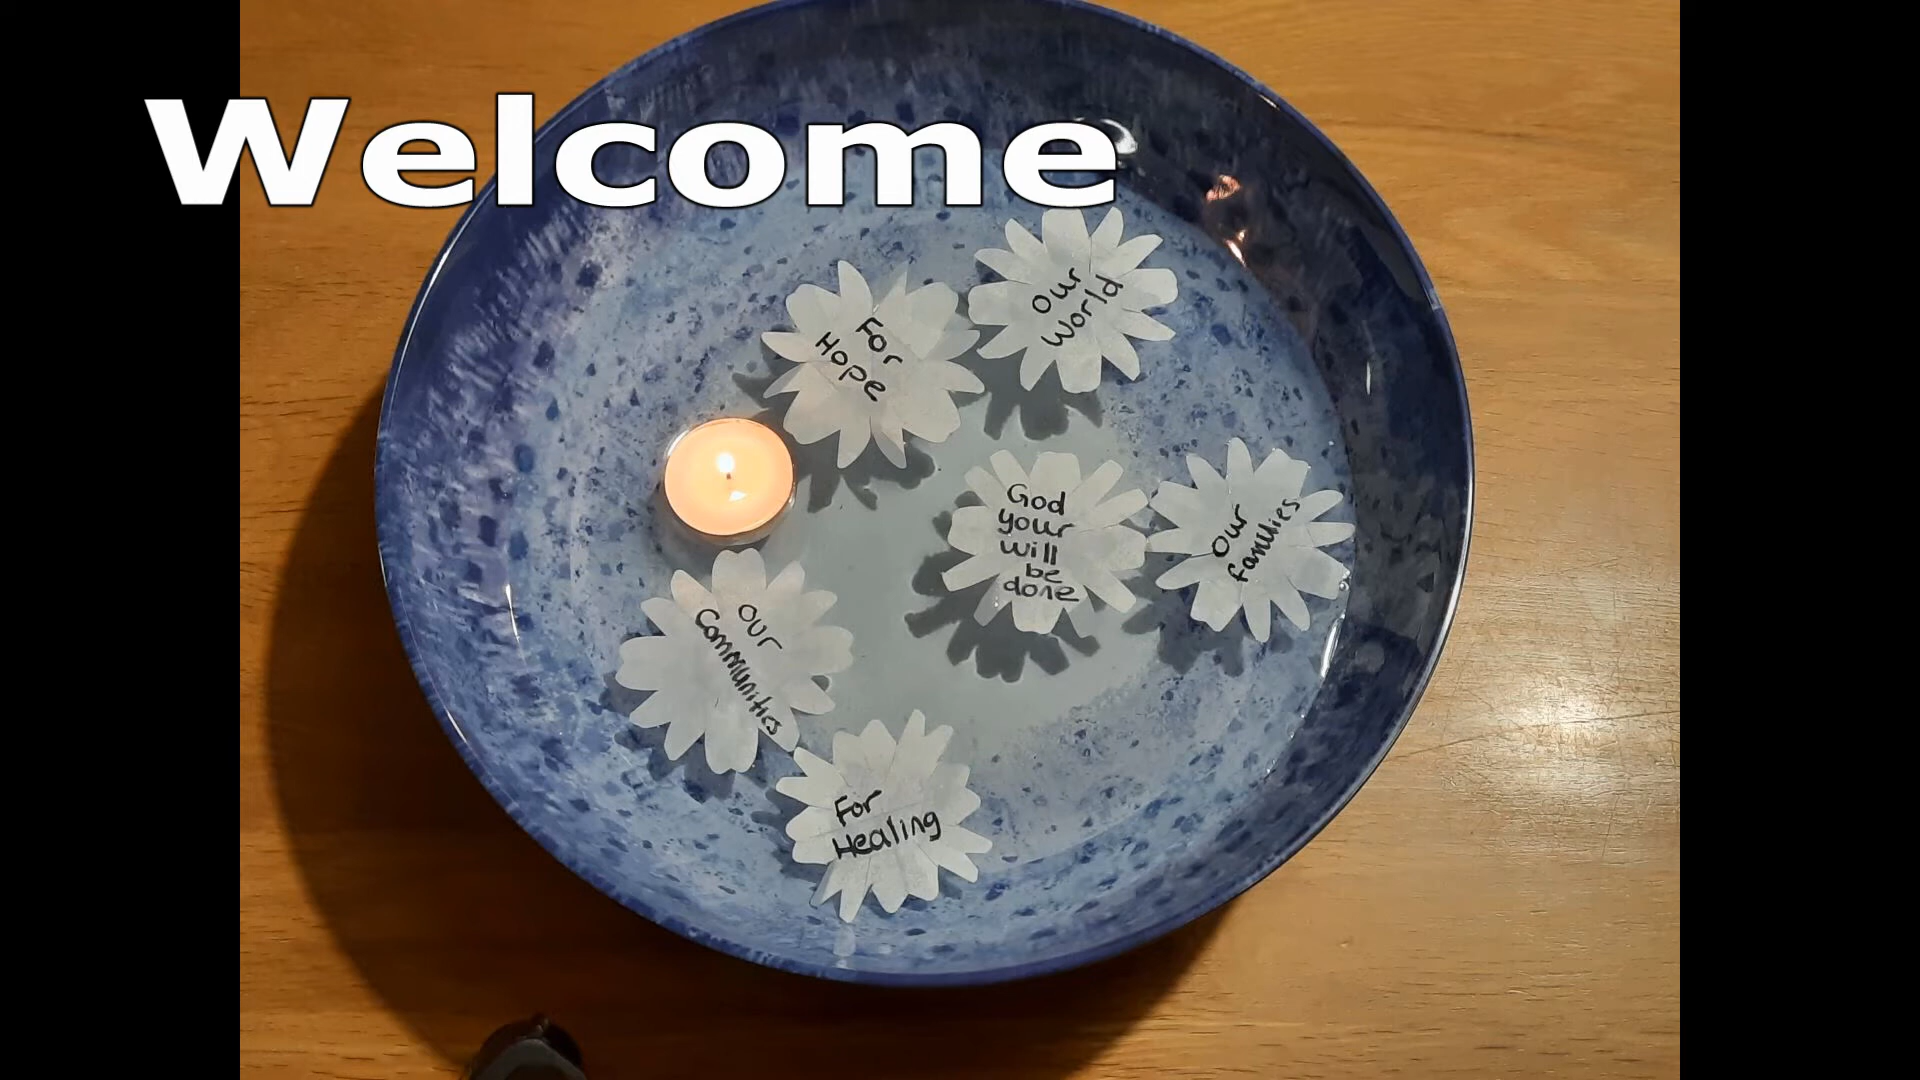 Welcome
Our
World
For
Hope
God
your
will
be
done
Our
families
Our
Communities
For
Healing